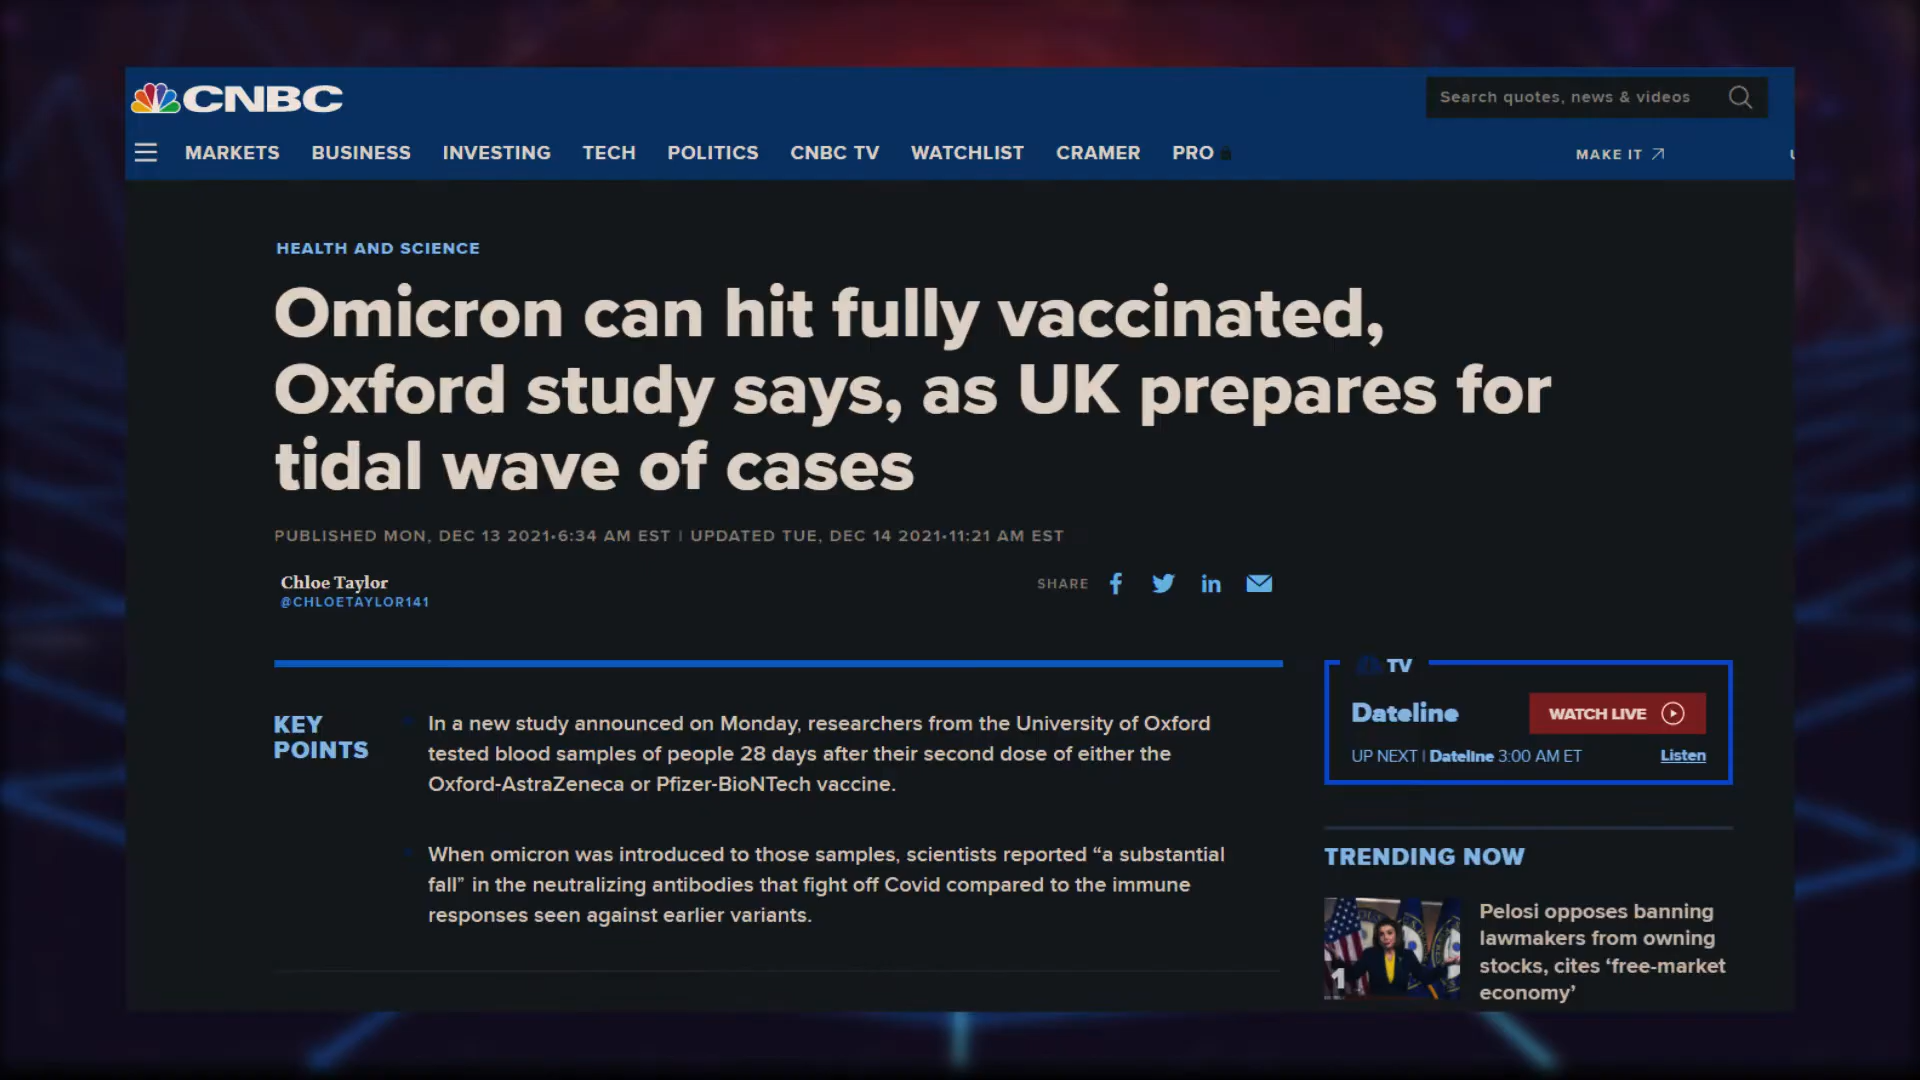 CNBC
Search quotes, news & videos
MARKETS BUSINESS INVESTING TECH POLITICS CNBC TV WATCHLIST CRAMER PRO
MAKE IT
HEALTH AND SCIENCE
Omicron can hit fully vaccinated,
Oxford study says, as UK prepares for
tidal wave of cases
PUBLISHED MON, DEC 13 2021•6:34 AM EST | UPDATED TUE, DEC 14 2021•11:21 AM EST
Chloe Taylor
@CHLOETAYLOR141
SHARE
KEY
POINTS
In a new study announced on Monday, researchers from the University of Oxford
tested blood samples of people 28 days after their second dose of either the
Oxford-AstraZeneca or Pfizer-BioNTech vaccine.
When omicron was introduced to those samples, scientists reported “a substantial
fall” in the neutralizing antibodies that fight off Covid compared to the immune
responses seen against earlier variants.
TV
Dateline
WATCH LIVE
UP NEXT | Dateline 3:00 AM ET
Listen
TRENDING NOW
1
Pelosi opposes banning
lawmakers from owning
stocks, cites ‘free-market
economy’